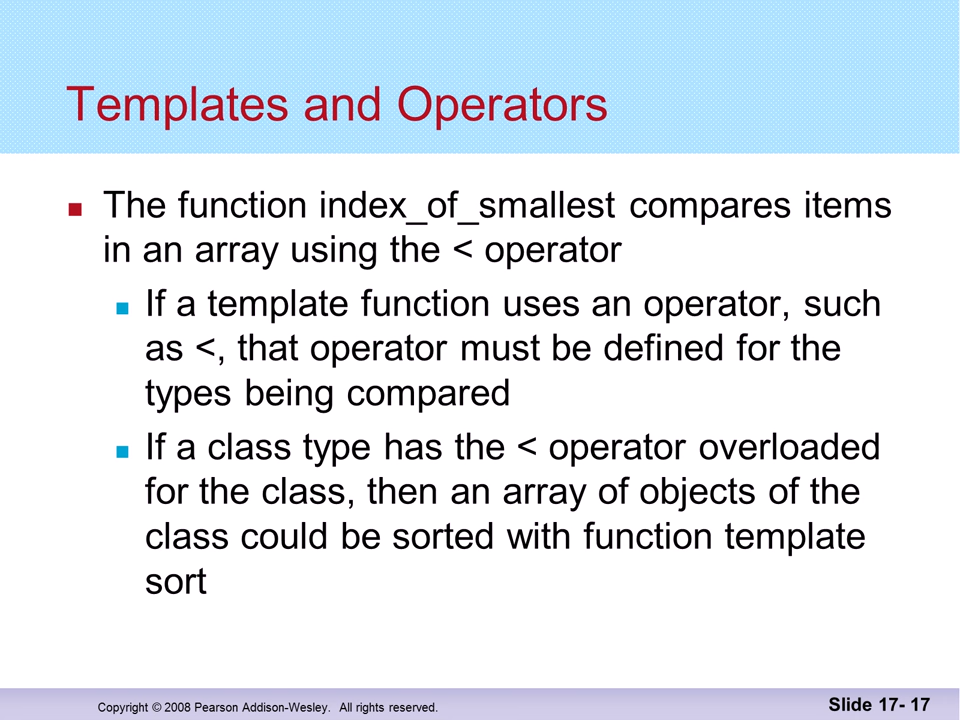 Templates and Operators
The function index_of_smallest compares items
in an array using the < operator
If a template function uses an operator, such
as <, that operator must be defined for the
types being compared
If a class type has the < operator overloaded
for the class, then an array of objects of the
class could be sorted with function template
sort
Copyright © 2008 Pearson Addison-Wesley. All rights reserved.
Slide 17- 17